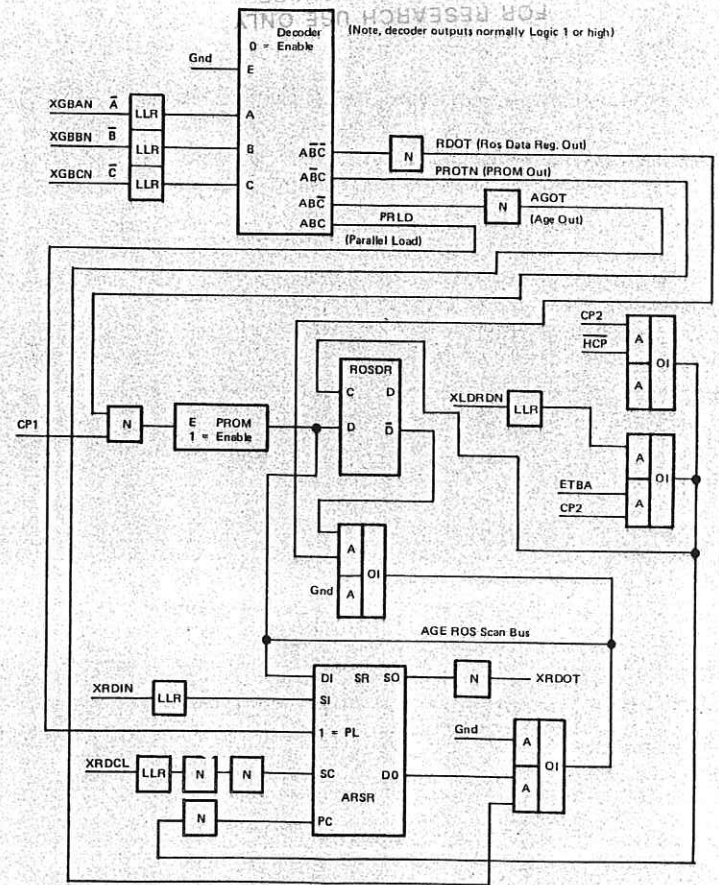 FOR RESEARCH USE ONLY
Decoder
0 = Enable
(Note, decoder outputs normally Logic 1 or high)
Gnd
E
XGBAN A̅
LLR
A
XGBBN B̅
LLR
B
XGBCN C̅
LLR
C
AB̅C̅
N
RDOT (Ros Data Reg. Out)
AB̅C
PROTN (PROM Out)
ABC̅
N
AGOT
(Age Out)
ABC
PRLD
(Parallel Load)
CP2
H̅C̅P̅
A
A
OI
ROSDR
C
D
D
D̅
XLDRDN
LLR
CP1
N
E PROM
1 = Enable
A
A
OI
ETBA
CP2
A
Gnd
A
OI
AGE ROS Scan Bus
DI SR SO
N
XRDOT
XRDIN
LLR
SI
1 = PL
Gnd
A
XRDCL
LLR
N
N
SC
DO
A
OI
ARSR
N
PC